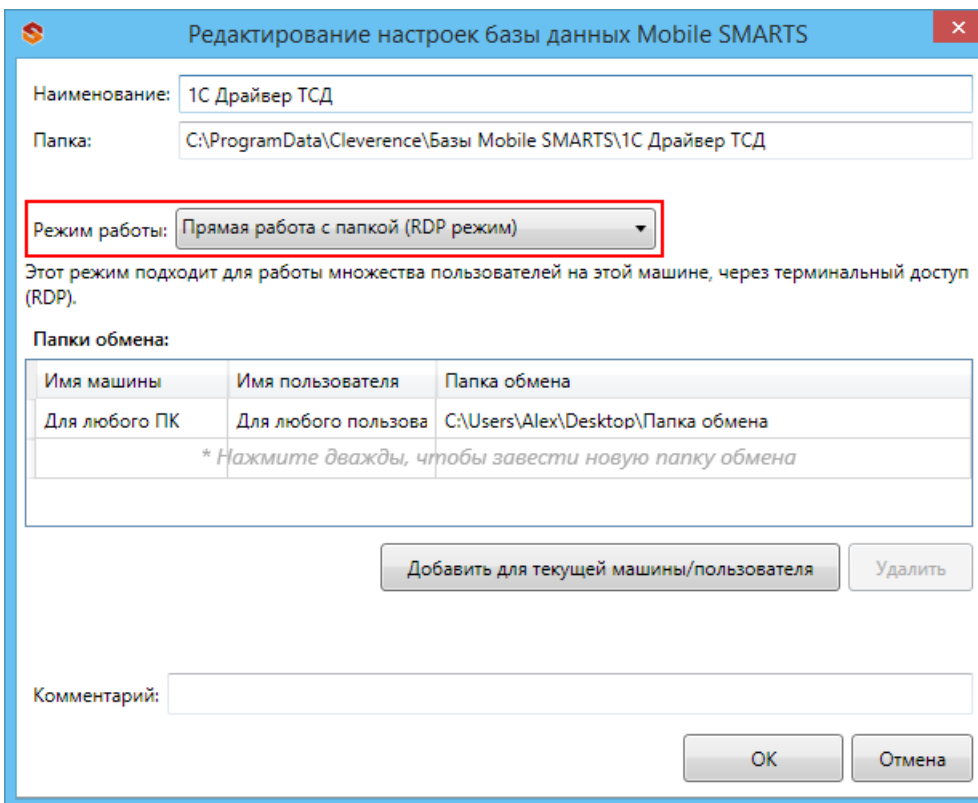 Редактирование настроек базы данных Mobile SMARTS
Наименование: 1С Драйвер ТСД
Папка: C:\ProgramData\Cleverence\Базы Mobile SMARTS\1С Драйвер ТСД
Режим работы: Прямая работа с папкой (RDP режим)
Этот режим подходит для работы множества пользователей на этой машине, через терминальный доступ
(RDP).
Папки обмена:
Имя машины Имя пользователя Папка обмена
Для любого ПК Для любого пользова C:\Users\Alex\Desktop\Папка обмена
* Нажмите дважды, чтобы завести новую папку обмена
Добавить для текущей машины/пользователя Удалить
Комментарий:
ОК Отмена